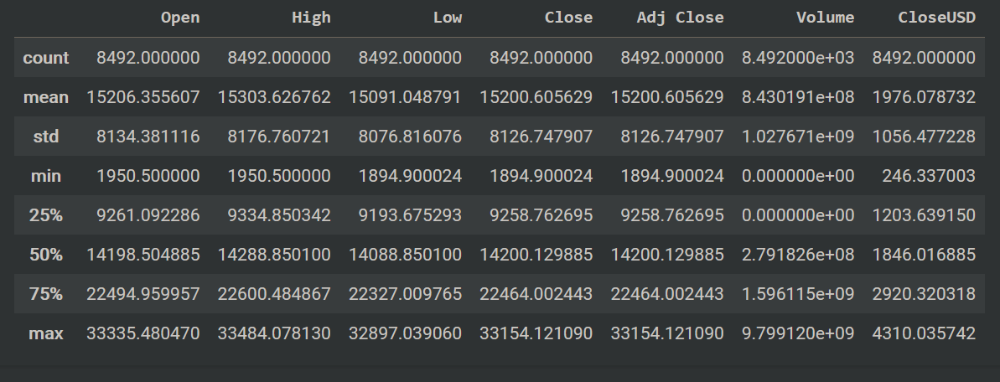 Open High Low Close Adj Close Volume CloseUSD
count 8492.000000 8492.000000 8492.000000 8492.000000 8492.000000 8.492000e+03 8492.000000
mean 15206.355607 15303.626762 15091.048791 15200.605629 15200.605629 8.430191e+08 1976.078732
std 8134.381116 8176.760721 8076.816076 8126.747907 8126.747907 1.027671e+09 1056.477228
min 1950.500000 1950.500000 1894.900024 1894.900024 1894.900024 0.000000e+00 246.337003
25% 9261.092286 9334.850342 9193.675293 9258.762695 9258.762695 0.000000e+00 1203.639150
50% 14198.504885 14288.850100 14088.850100 14200.129885 14200.129885 2.791826e+08 1846.016885
75% 22494.959957 22600.484867 22327.009765 22464.002443 22464.002443 1.596115e+09 2920.320318
max 33335.480470 33484.078130 32897.039060 33154.121090 33154.121090 9.799120e+09 4310.035742